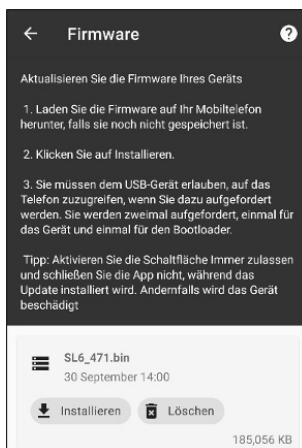 Firmware
?
Aktualisieren Sie die Firmware Ihres Geräts
1. Laden Sie die Firmware auf Ihr Mobiltelefon
herunter, falls sie noch nicht gespeichert ist.
2. Klicken Sie auf Installieren.
3. Sie müssen dem USB-Gerät erlauben, auf das
Telefon zuzugreifen, wenn Sie dazu aufgefordert
werden. Sie werden zweimal aufgefordert, einmal für
das Gerät und einmal für den Bootloader.
Tipp: Aktivieren Sie die Schaltfläche Immer zulassen
und schließen Sie die App nicht, während das
Update installiert wird. Andernfalls wird das Gerät
beschädigt
SL6_471.bin
30 September 14:00
Installieren
Löschen
185,056 KB